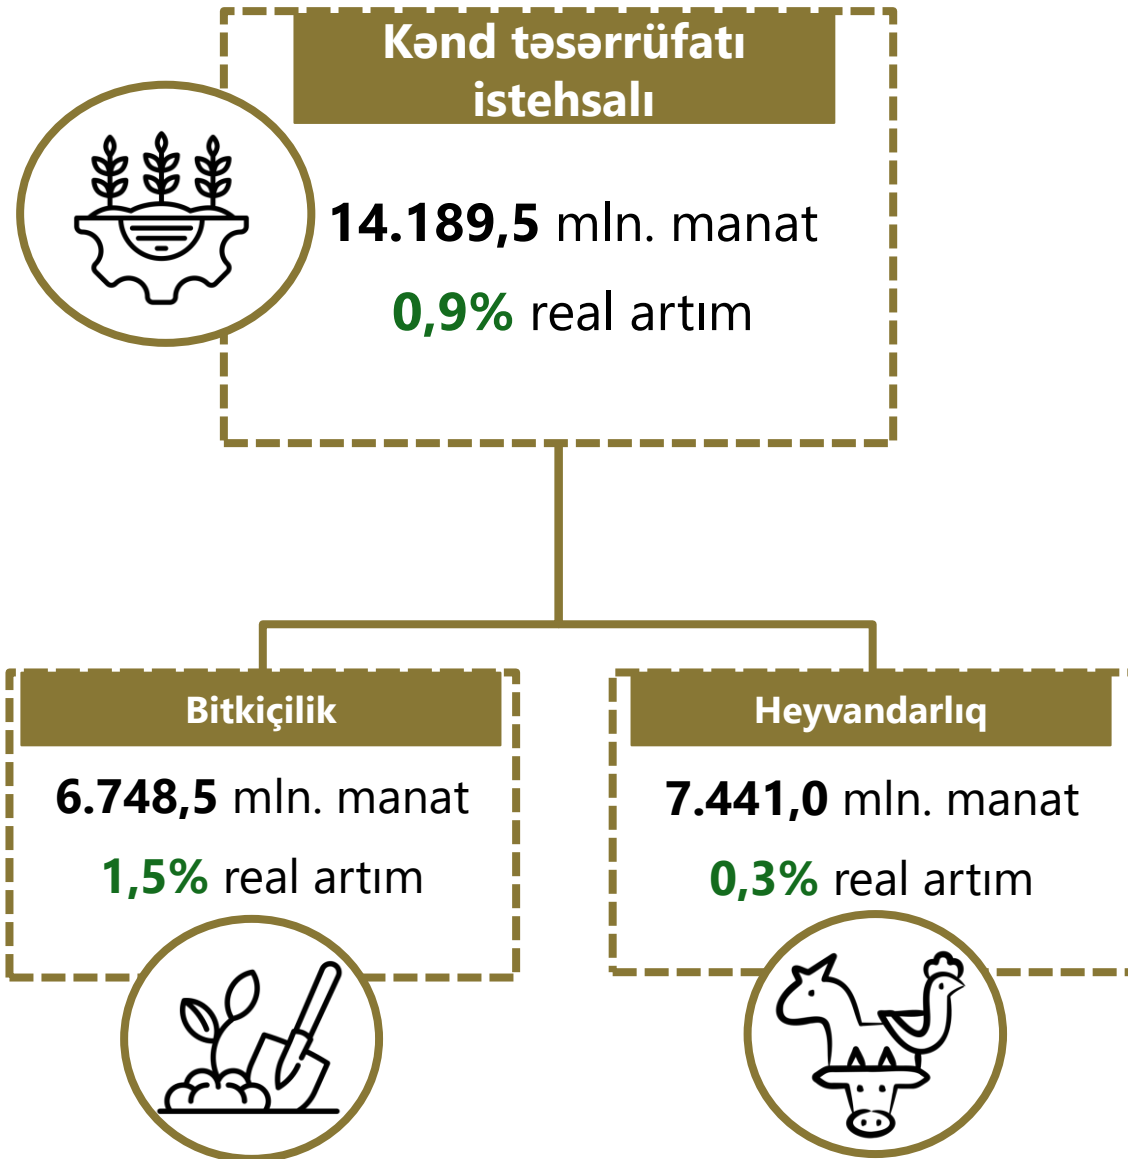 Kənd təsərrüfatı
istehsalı
14.189,5 mln. manat
0,9% real artım
Bitkiçilik
6.748,5 mln. manat
1,5% real artım
Heyvandarlıq
7.441,0 mln. manat
0,3% real artım